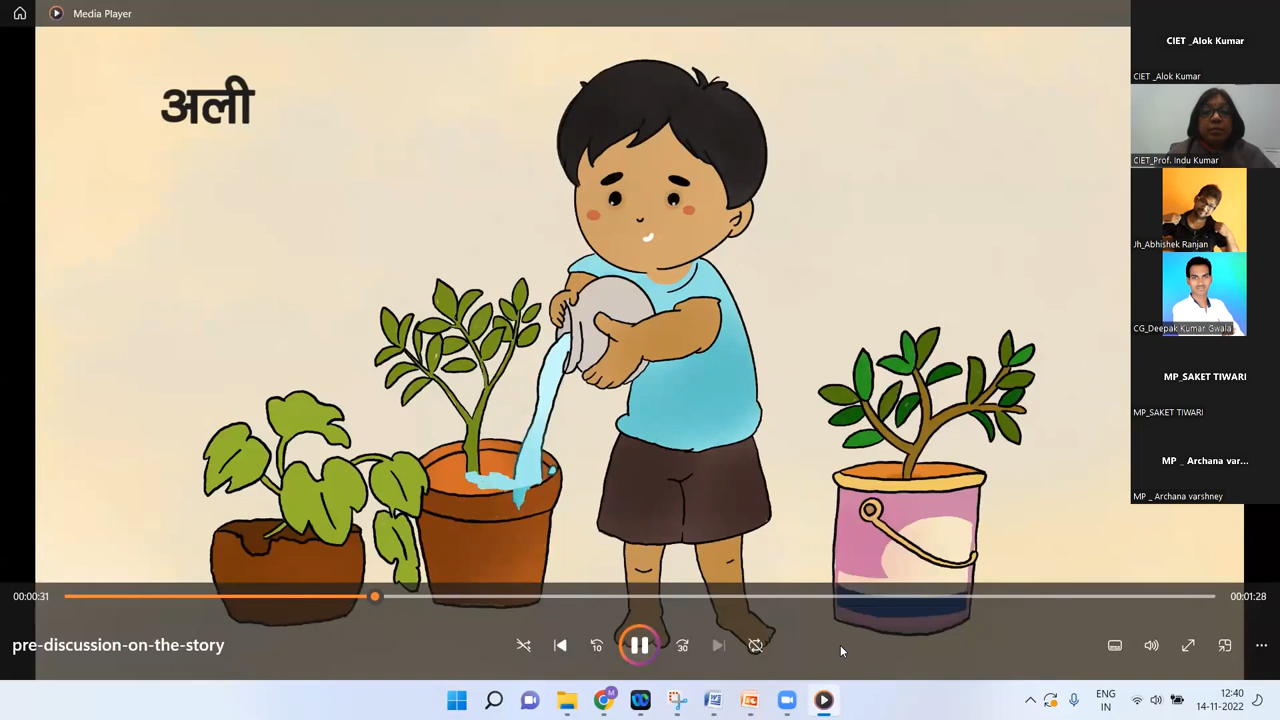 Media Player
अली
CIET _Alok Kumar
CIET _Alok Kumar
CIET_Prof. Indu Kumar
Jh_Abhishek Ranjan
CG_Deepak Kumar Gwala
MP_SAKET TIWARI
MP_SAKET TIWARI
MP _ Archana var...
MP _ Archana varshney
00:00:31
00:01:28
pre-discussion-on-the-story
10
30
ENG
IN
12:40
14-11-2022